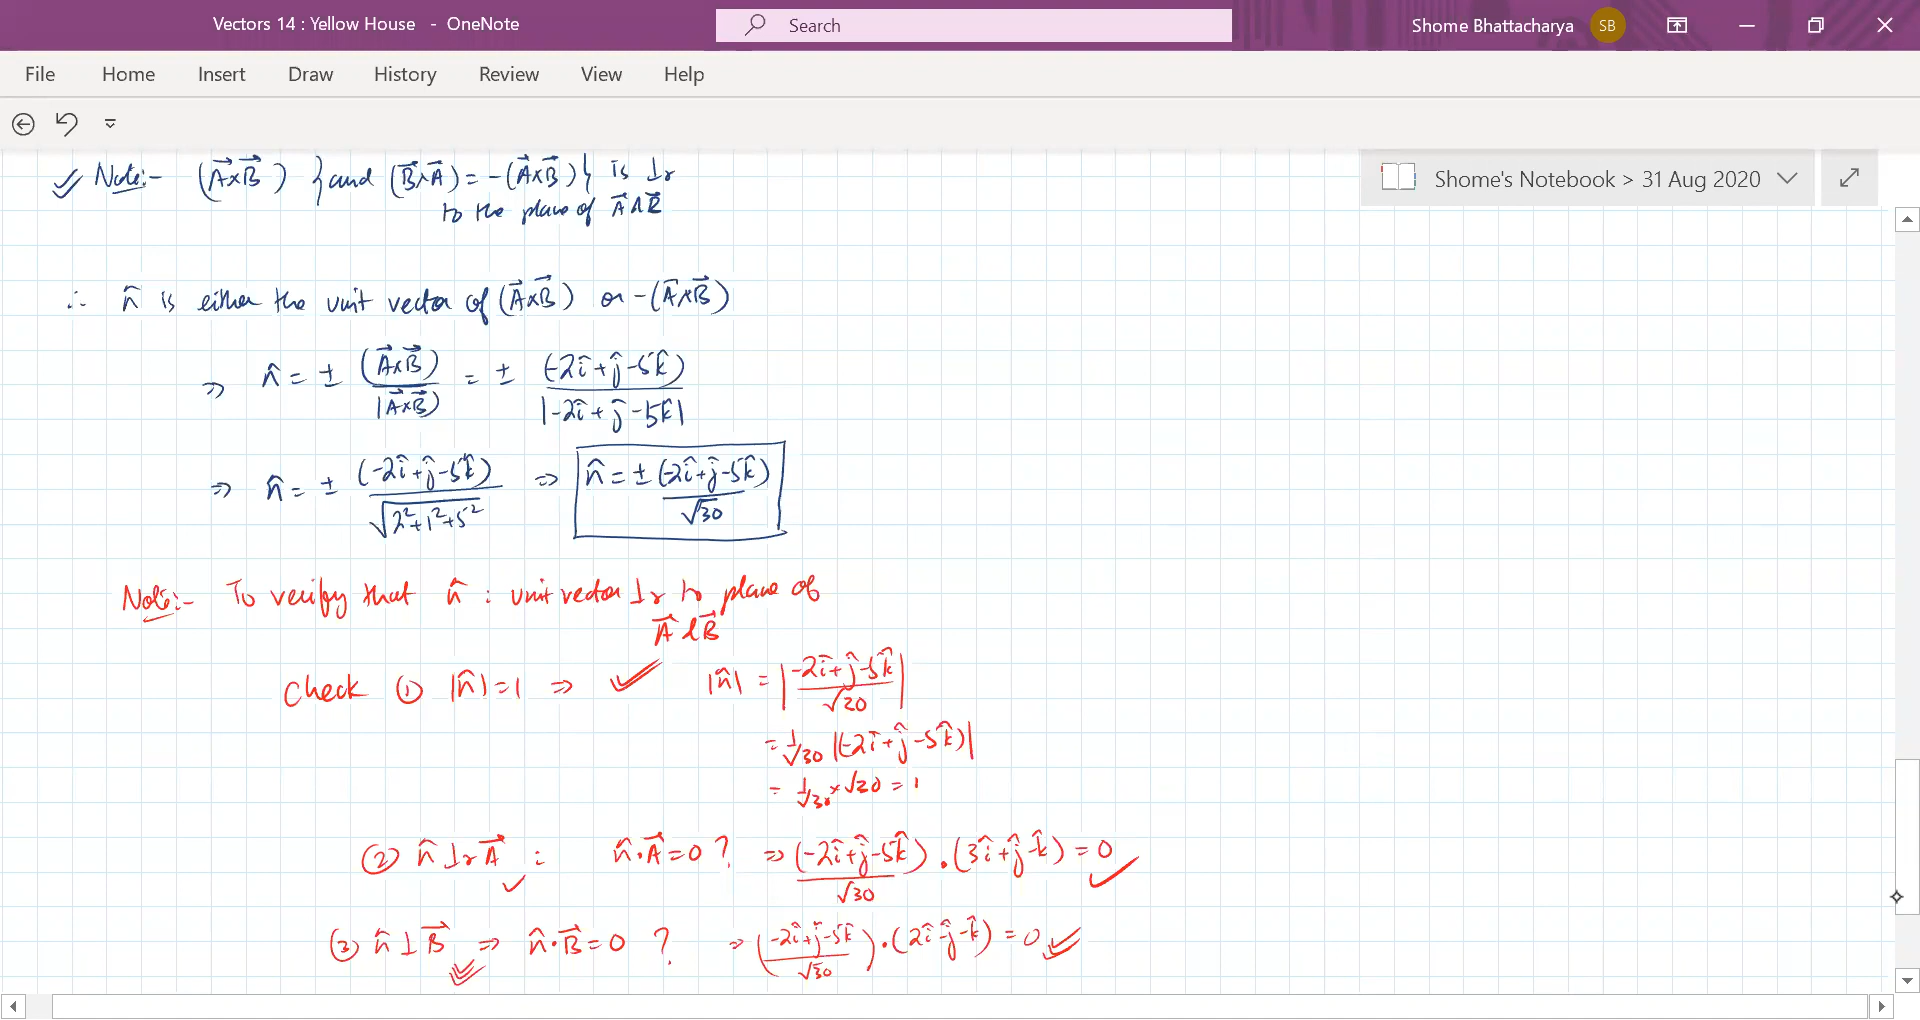 Vectors 14 : Yellow House - OneNote
Search
Shome Bhattacharya
SB
File Home Insert Draw History Review View Help
Shome's Notebook > 31 Aug 2020
Note:- (A⃗×B⃗) } and (B⃗×A⃗) = -(A⃗×B⃗) } is ⊥r
to the plane of A⃗ & B⃗
∴ n̂ is either the unit vector of (A⃗×B⃗) or -(A⃗×B⃗)
⇒ n̂ = ± (A⃗×B⃗)/|A⃗×B⃗| = ± (-2î+ĵ-5k̂)/|-2î+ĵ-5k̂|
⇒ n̂ = ± (-2î+ĵ-5k̂)/√(2²+1²+5²) ⇒ n̂ = ± (-2î+ĵ-5k̂)/√30
Note:- To verify that n̂ : unit vector ⊥r to plane of
A⃗ & B⃗
Check ① |n̂|=1 ⇒ ✓ |n̂| = |(-2î+ĵ-5k̂)/√30|
= 1/√30 |(-2î+ĵ-5k̂)|
= 1/√30 × √30 = 1
② n̂ ⊥r A⃗ : n̂.A⃗=0 ? ⇒ (-2î+ĵ-5k̂)/√30 . (3î+ĵ-k̂) = 0 ✓
③ n̂ ⊥ B⃗ ⇒ n̂.B⃗=0 ? ⇒ ((-2î+ĵ-5k̂)/√30) . (2î-ĵ-k̂) = 0 ✓